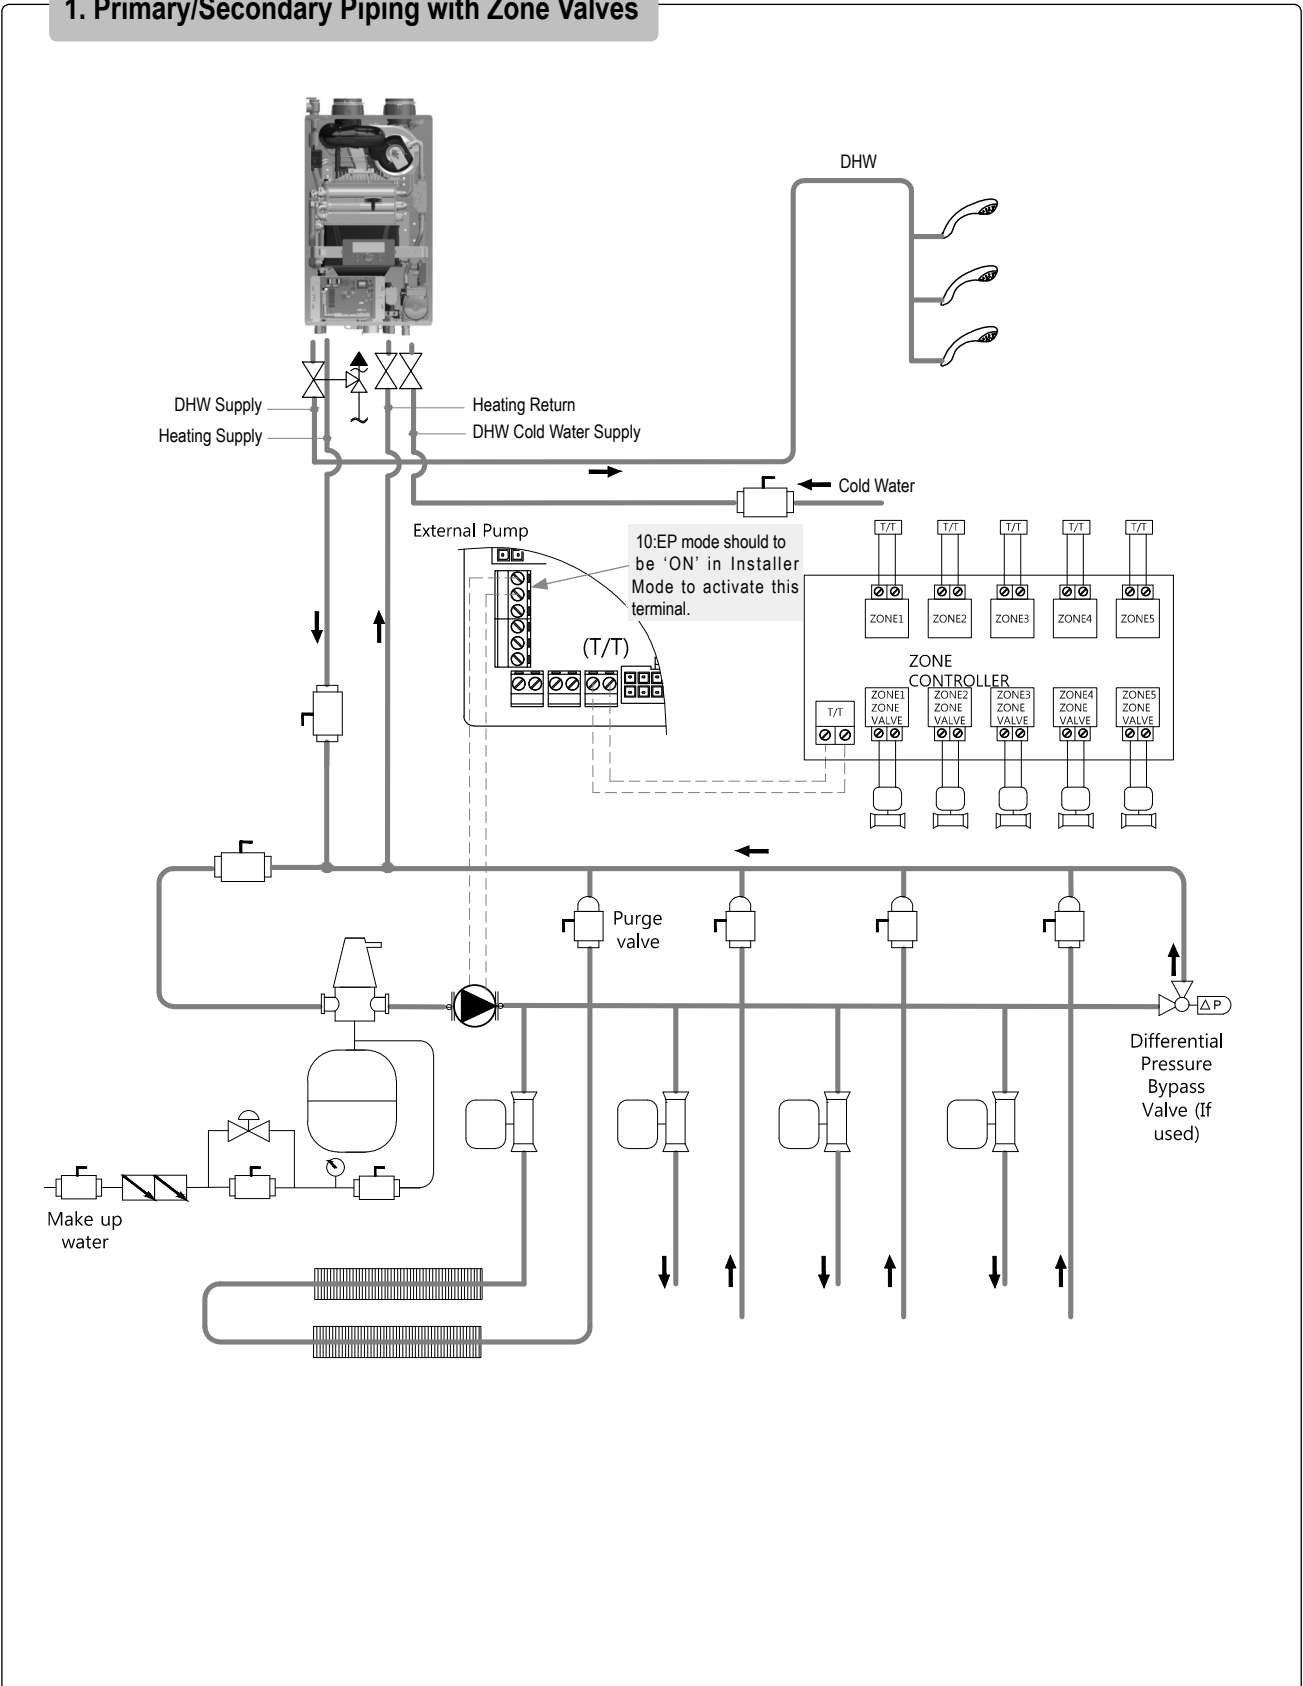 1. Primary/Secondary Piping with Zone Valves
DHW
DHW Supply
Heating Supply
Heating Return
DHW Cold Water Supply
Cold Water
External Pump
10:EP mode should to
be ‘ON’ in Installer
Mode to activate this
terminal.
(T/T)
T/T
T/T
T/T
T/T
T/T
ZONE1
ZONE2
ZONE3
ZONE4
ZONE5
ZONE
CONTROLLER
T/T
ZONE1
ZONE
VALVE
ZONE2
ZONE
VALVE
ZONE3
ZONE
VALVE
ZONE4
ZONE
VALVE
ZONE5
ZONE
VALVE
Purge
valve
△P
Differential
Pressure
Bypass
Valve (If
used)
Make up
water